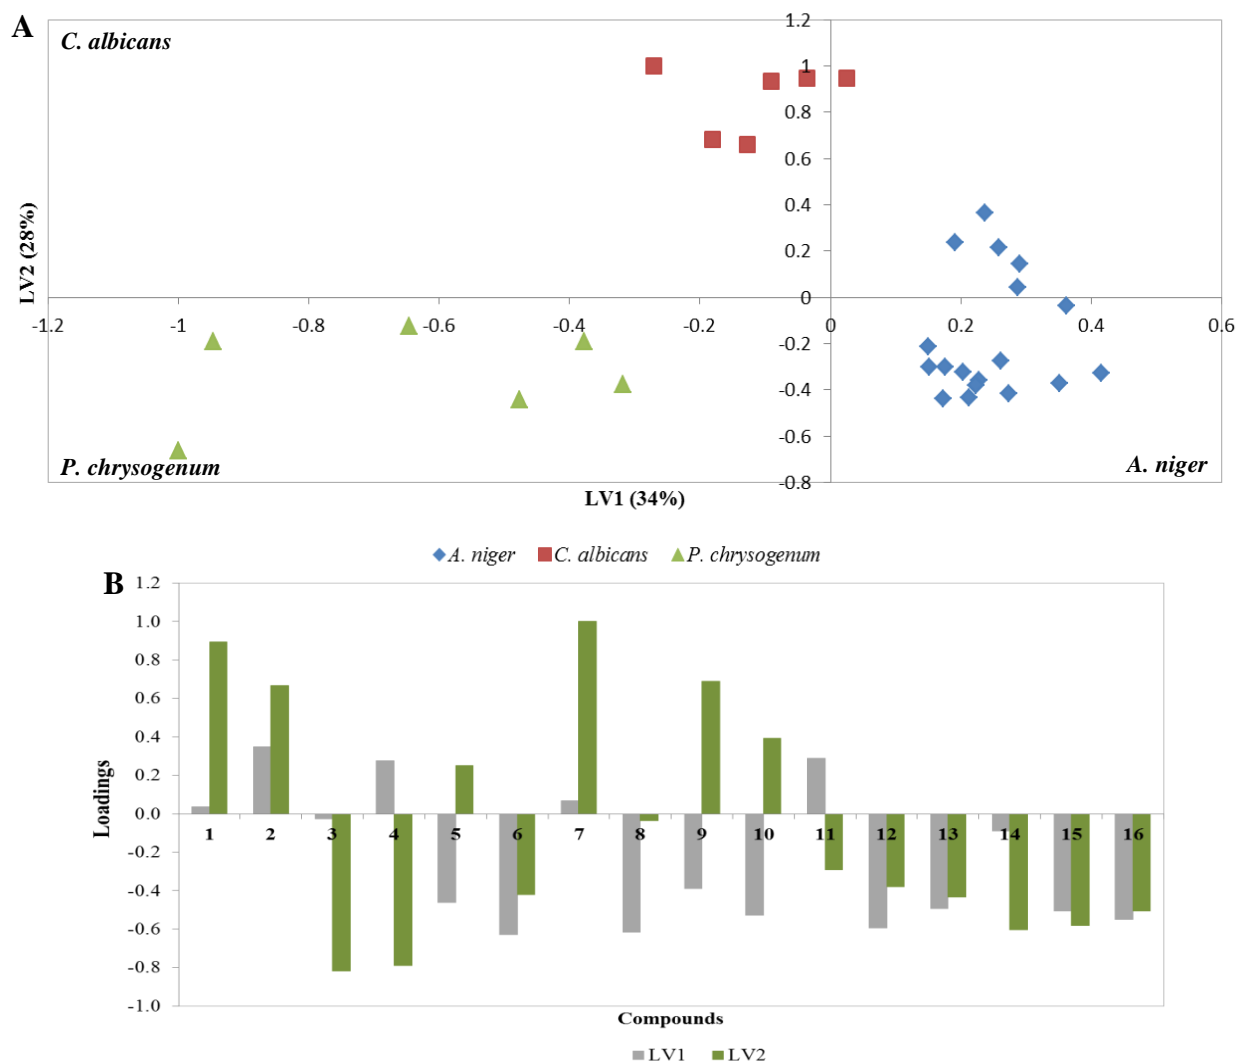 A
C. albicans
1.2
1
0.8
0.6
0.4
0.2
0
-0.2
-0.4
-0.6
-0.8
LV2 (28%)
-1.2 -1 -0.8 -0.6 -0.4 -0.2 0 0.2 0.4 0.6
P. chrysogenum
A. niger
LV1 (34%)
A. niger C. albicans P. chrysogenum
B
1.2
1.0
0.8
0.6
0.4
0.2
0.0
-0.2
-0.4
-0.6
-0.8
-1.0
Loadings
1 2 3 4 5 6 7 8 9 10 11 12 13 14 15 16
Compounds
LV1 LV2